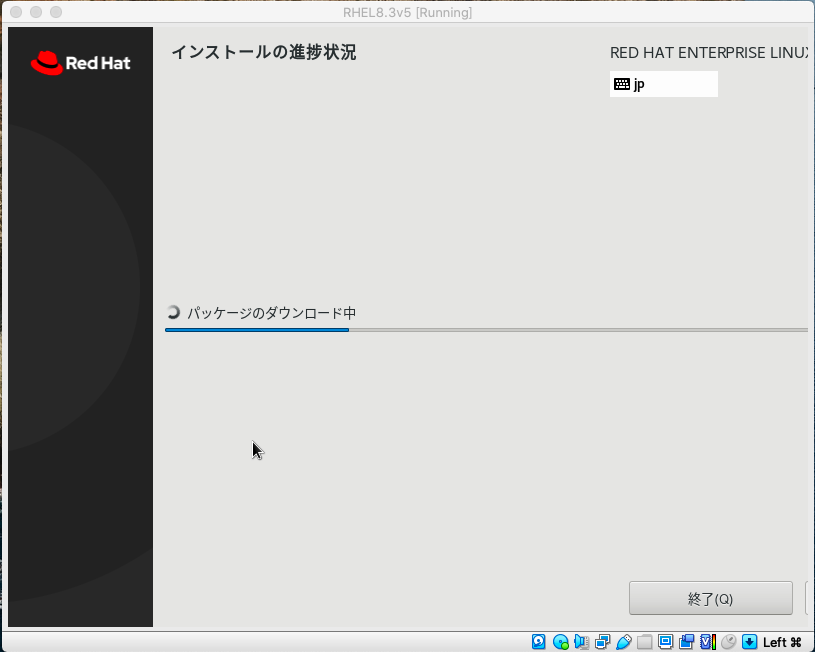 RHEL8.3v5 [Running]
Red Hat
インストールの進捗状況
RED HAT ENTERPRISE LINUX
jp
パッケージのダウンロード中
終了(Q)
Left ⌘